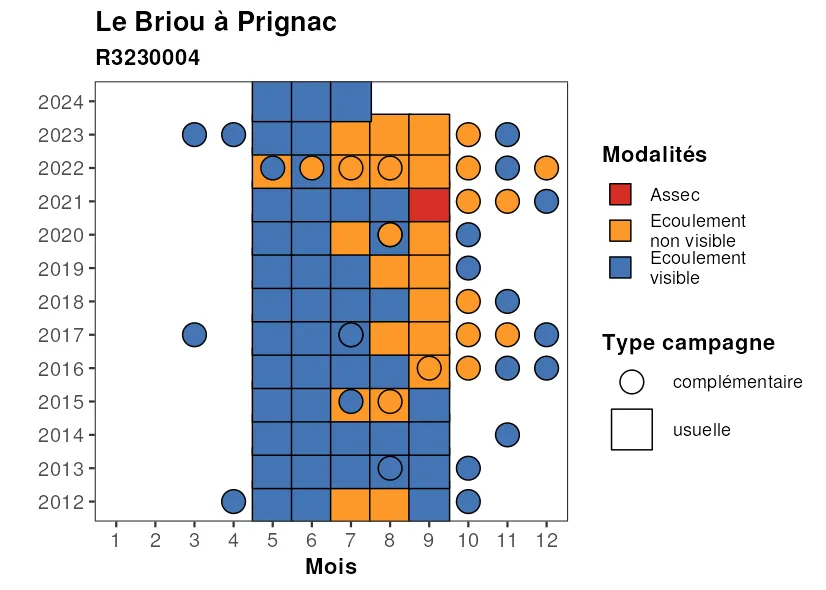 Le Briou à Prignac
R3230004
2024
2023
2022
2021
2020
2019
2018
2017
2016
2015
2014
2013
2012
1 2 3 4 5 6 7 8 9 10 11 12
Mois
Modalités
Assec
Ecoulement
non visible
Ecoulement
visible
Type campagne
complémentaire
usuelle